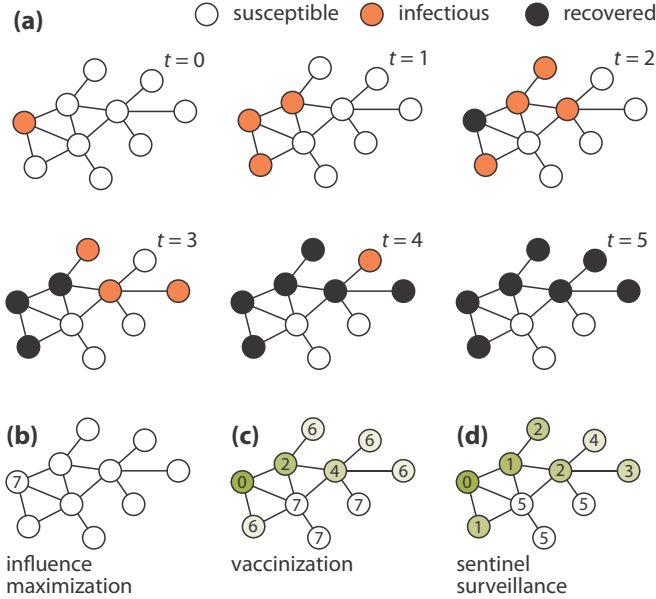 susceptible infectious recovered
(a)
t = 0 t = 1 t = 2
t = 3 t = 4 t = 5
(b) (c) (d)
6 2
6 4
2 1
7 0 4 6 0 2 3
7 7 5 5
6 1
7 5
influence
maximization
vaccinization
sentinel
surveillance